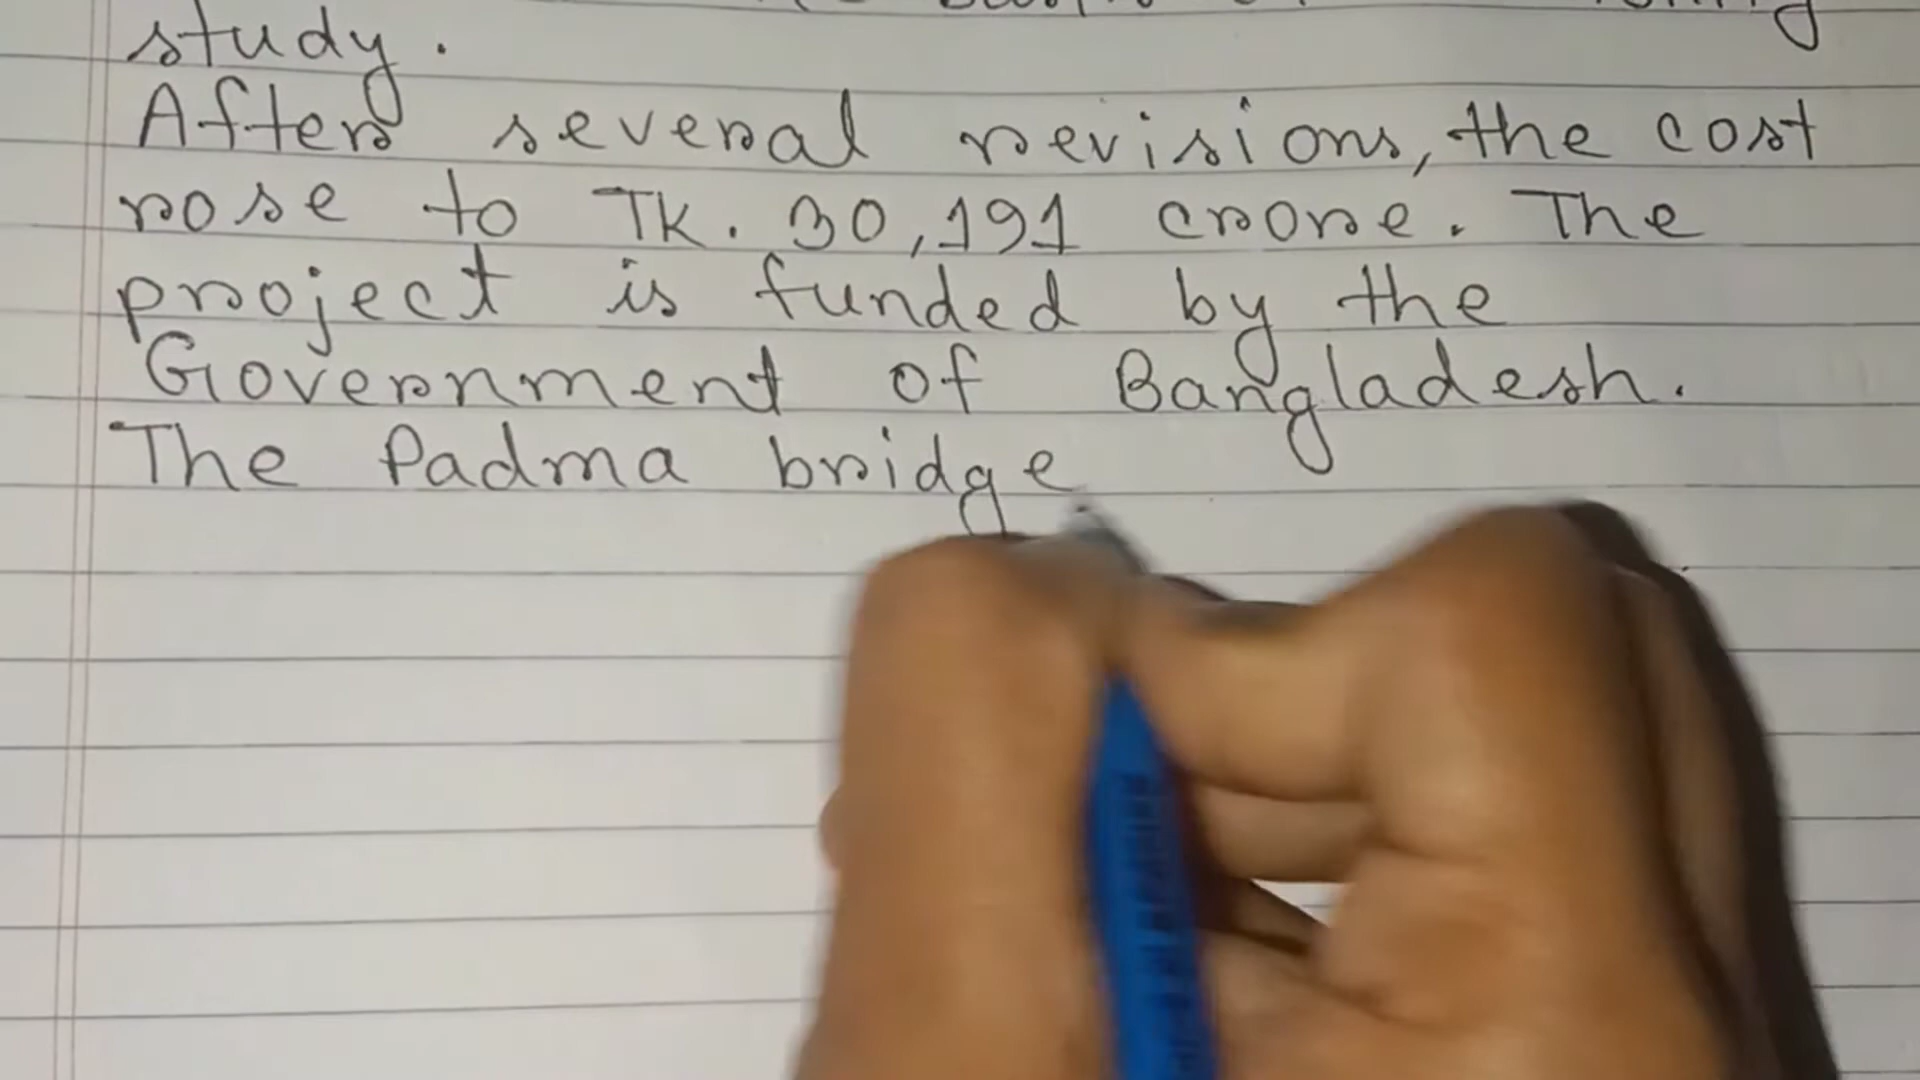 study.
After several revisions, the cost
rose to Tk. 30,191 crore. The
project is funded by the
Government of Bangladesh.
The Padma bridge